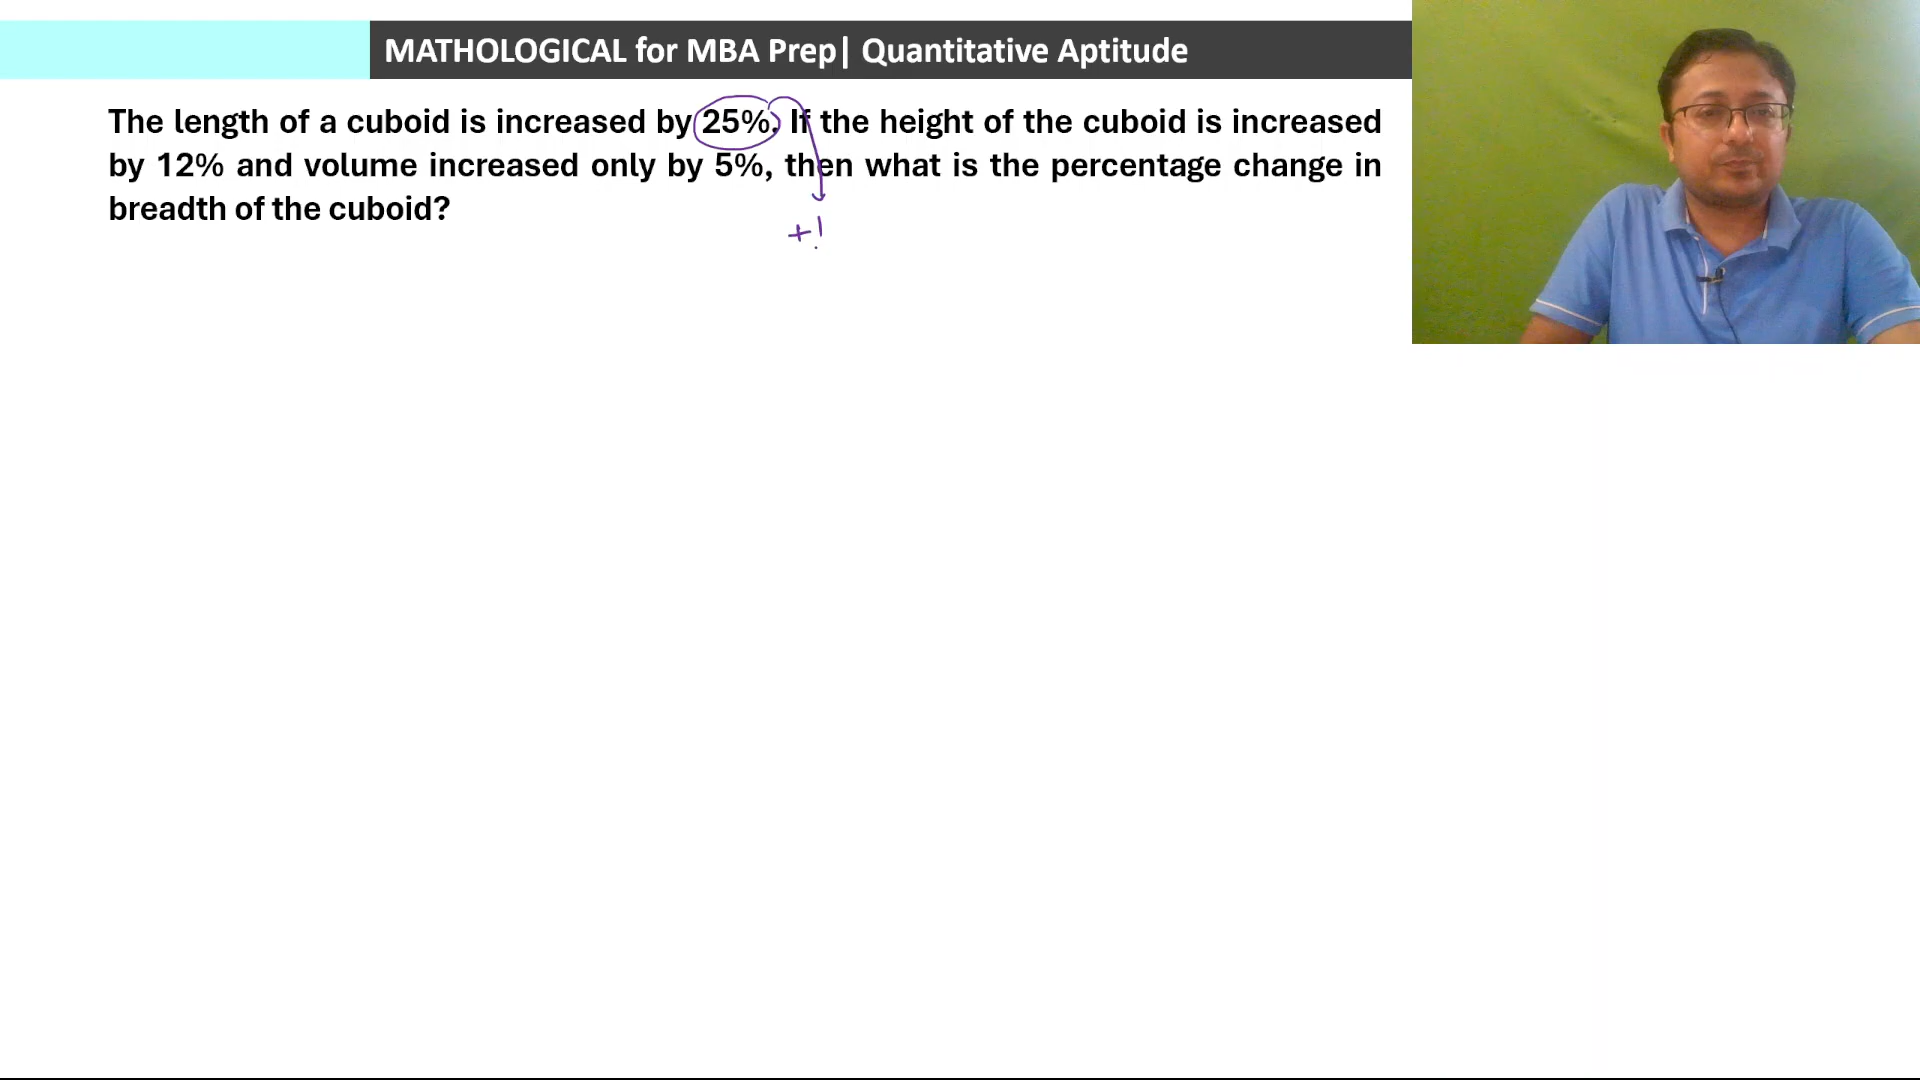 MATHOLOGICAL for MBA Prep| Quantitative Aptitude
The length of a cuboid is increased by 25%. If the height of the cuboid is increased
by 12% and volume increased only by 5%, then what is the percentage change in
breadth of the cuboid?
+1